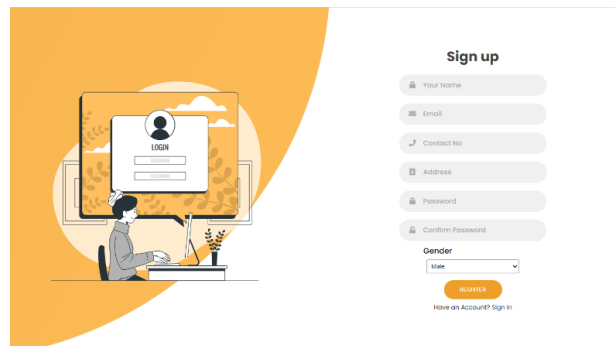 Sign up
Your Name
Email
Contact No
Address
Password
Confirm Password
Gender
Male
REGISTER
Have an Account? Sign In
LOGIN